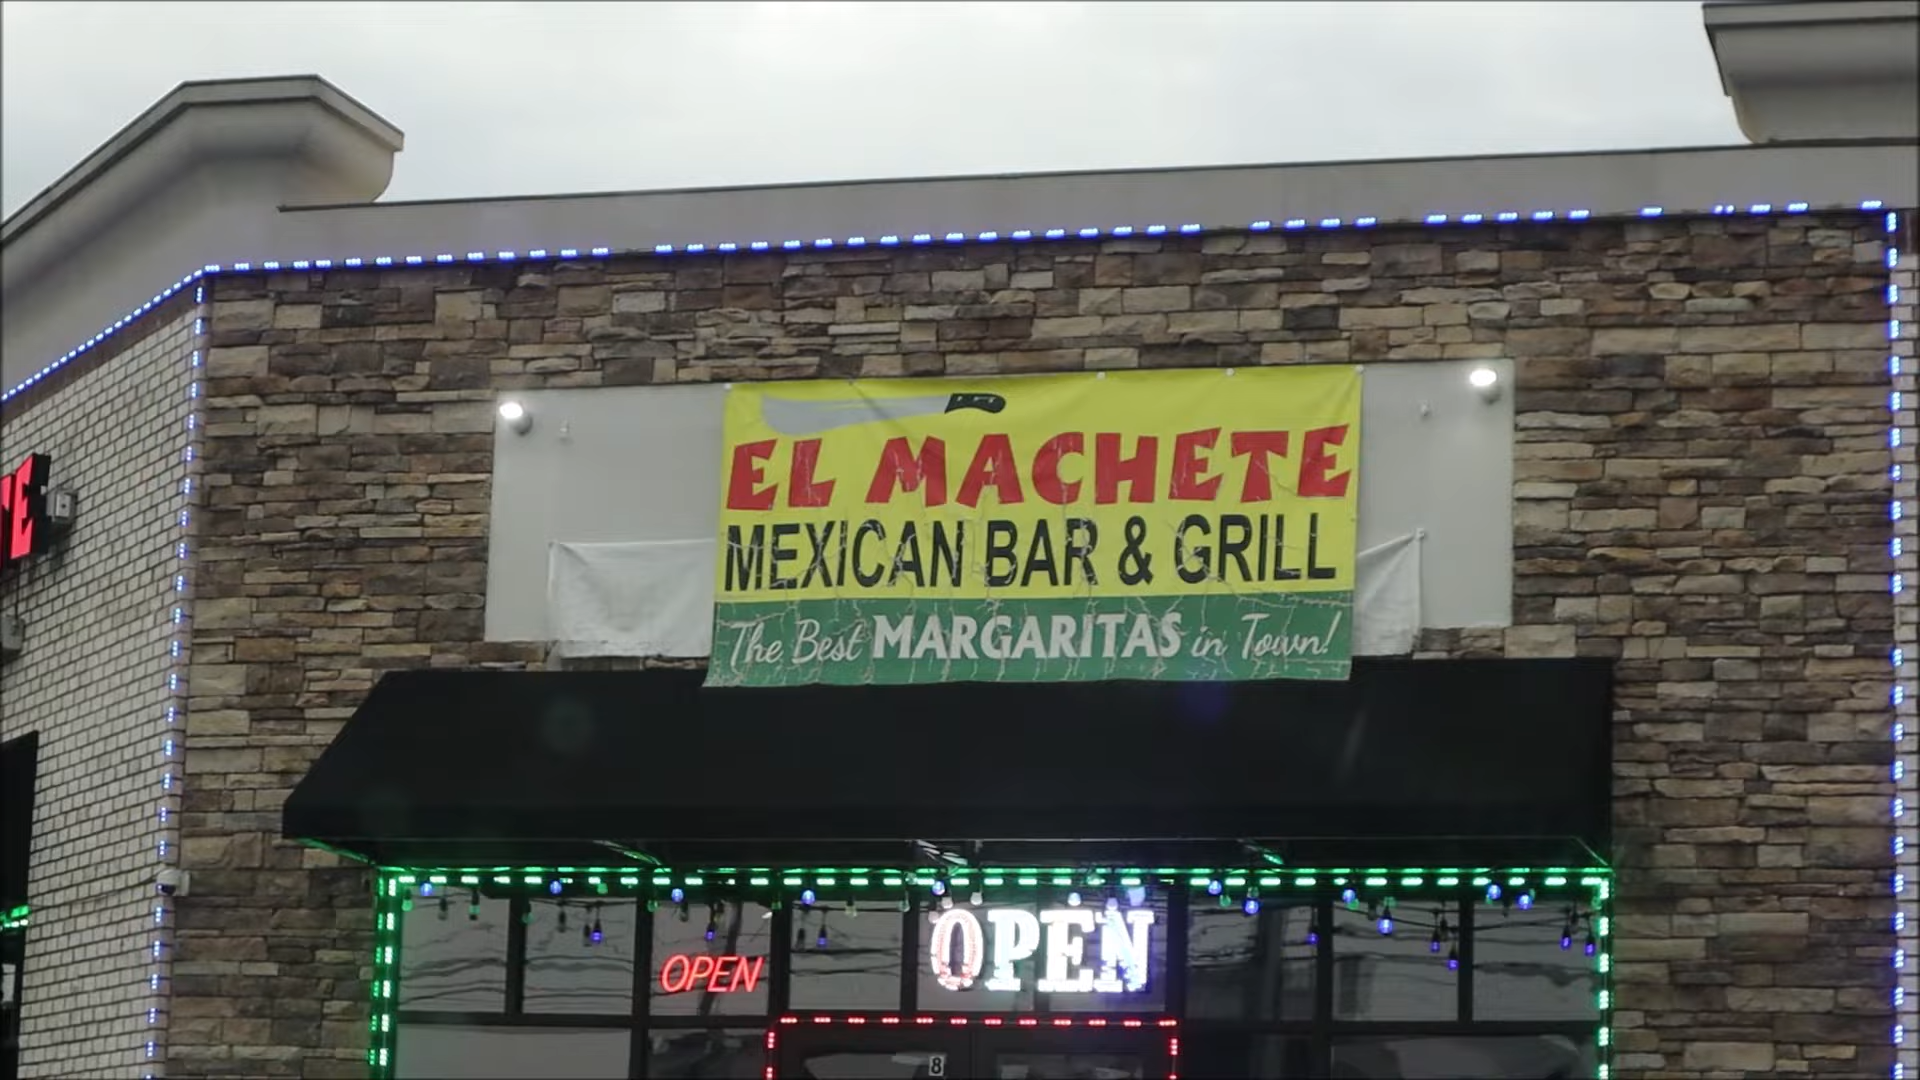 EL MACHETE
MEXICAN BAR & GRILL
The Best MARGARITAS in Town!
OPEN
OPEN
8